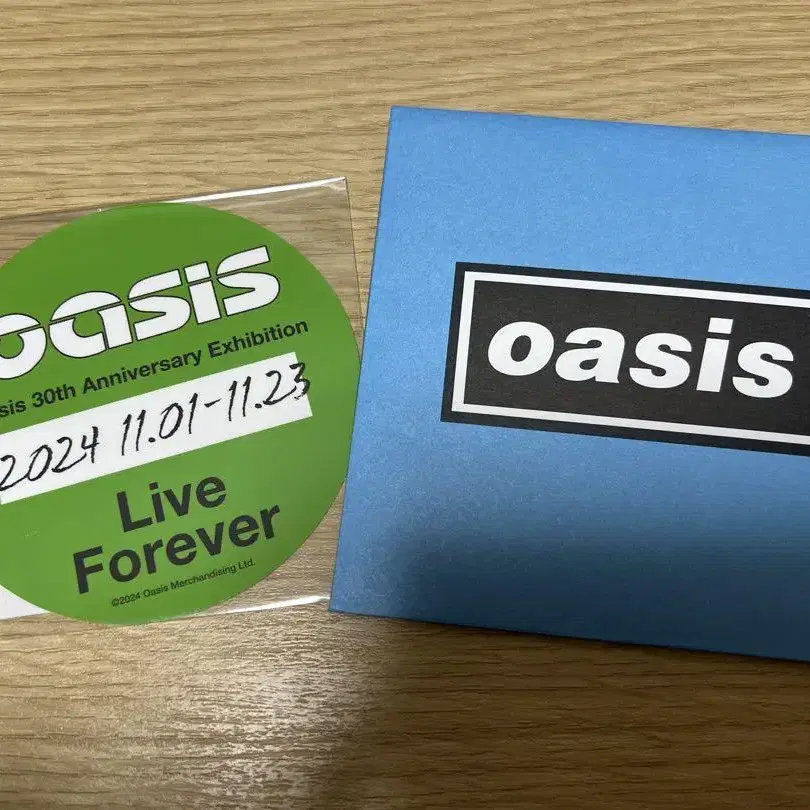 oasis
sis 30th Anniversary Exhibition
2024 11.01-11.23
Live
Forever
©2024 Oasis Merchandising Ltd.
oasis